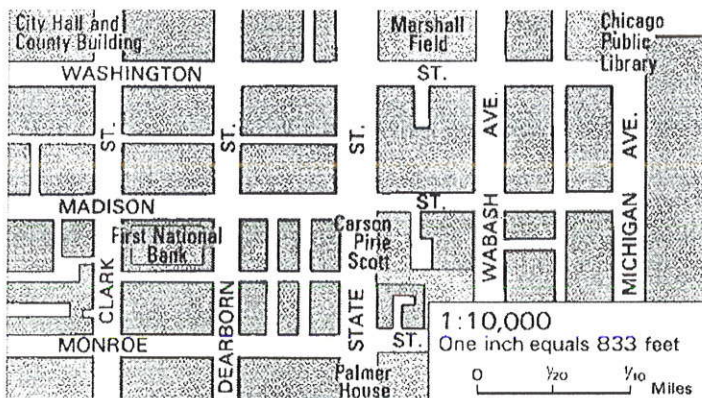 City Hall and
County Building
Marshall
Field
Chicago
Public
Library
WASHINGTON
ST.
ST.
ST.
ST.
AVE.
AVE.
MADISON
ST.
First National
Bank
Carson
Pirie
Scott
CLARK
DEARBORN
STATE
WABASH
MICHIGAN
MONROE
ST.
Palmer
House
1:10,000
One inch equals 833 feet
0 1/20 1/10
Miles